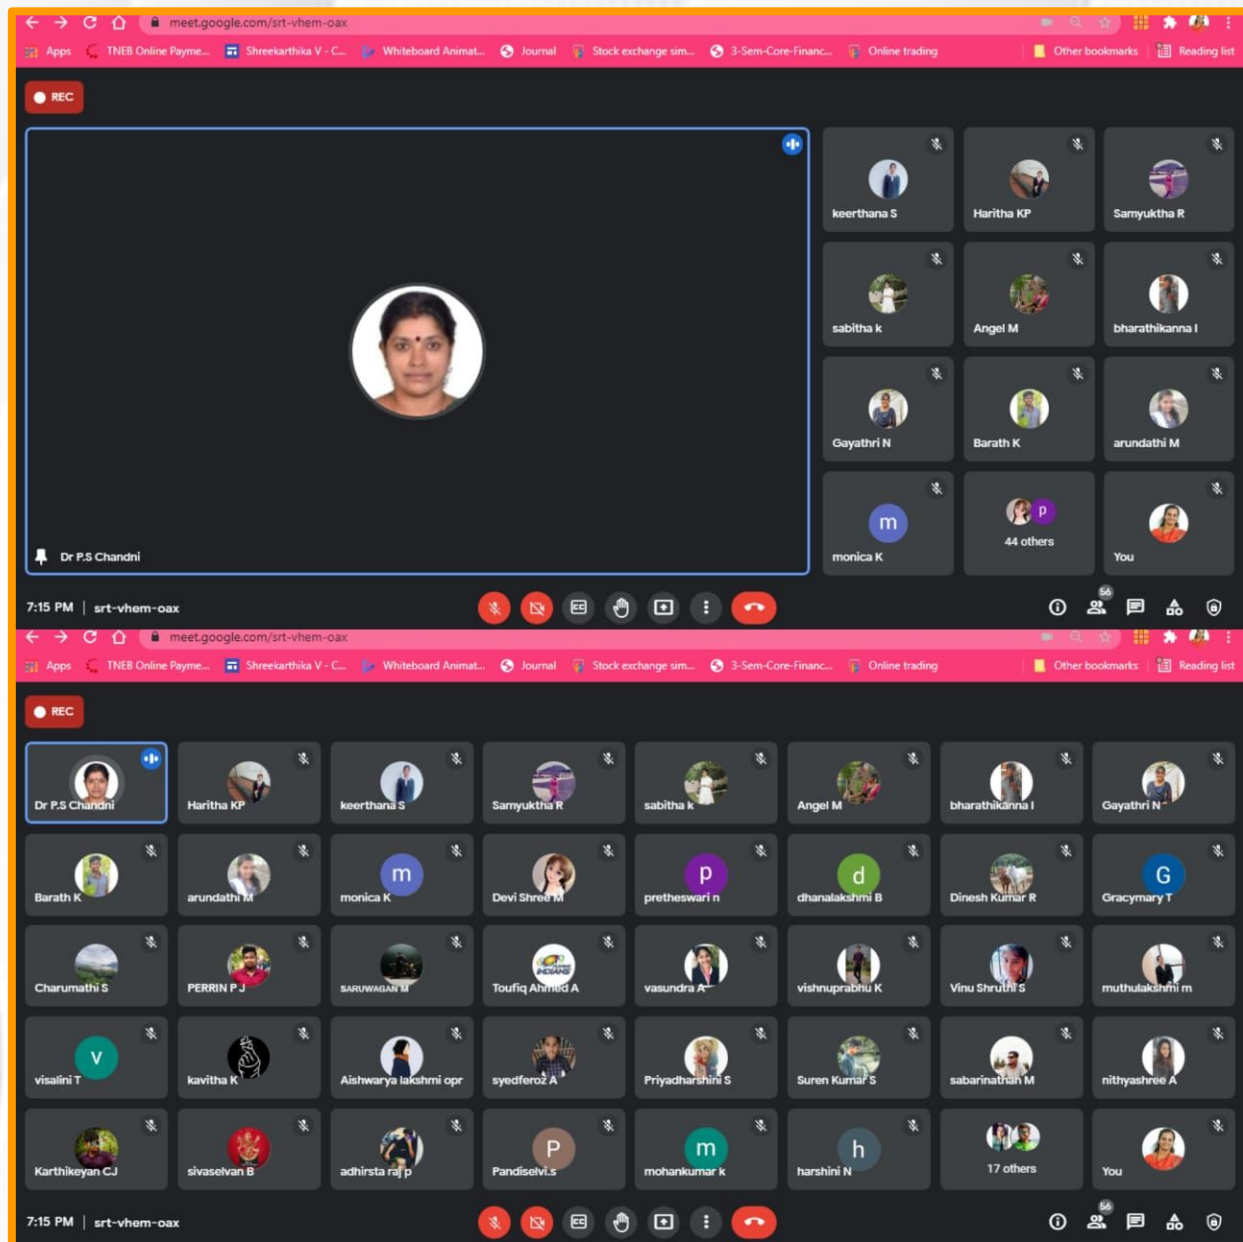 meet.google.com/srt-vhem-oax
Apps TNEB Online Payme... Shreekarthika V - C... Whiteboard Animat... Journal Stock exchange sim... 3-Sem-Core-Financ... Online trading Other bookmarks Reading list
REC
keerthana S Haritha KP Samyuktha R
sabitha k Angel M bharathikanna I
Gayathri N Barath K arundathi M
m p
44 others
monica K You
Dr P.S Chandni
7:15 PM | srt-vhem-oax CC 56
meet.google.com/srt-vhem-oax
Apps TNEB Online Payme... Shreekarthika V - C... Whiteboard Animat... Journal Stock exchange sim... 3-Sem-Core-Financ... Online trading Other bookmarks Reading list
REC
Dr P.S Chandni Haritha KP keerthana S Samyuktha R sabitha k Angel M bharathikanna I Gayathri N
m p d G
Barath K arundathi M monica K Devi Shree M pretheswari n dhanalakshmi B Dinesh Kumar R Gracymary T
INDIANS
Charumathi S PERRIN P J SARUWAGAN M Toufiq Ahmed A vasundra A vishnuprabhu K Vinu Shruthi S muthulakshmi m
V
visalini T kavitha K Aishwarya lakshmi opr syedferoz A Priyadharshini S Suren Kumar S sabarinathan M nithyashree A
P m h
17 others
Karthikeyan CJ sivaselvan B adhirsta raj p Pandiselvi.s mohankumar k harshini N You
7:15 PM | srt-vhem-oax CC 56